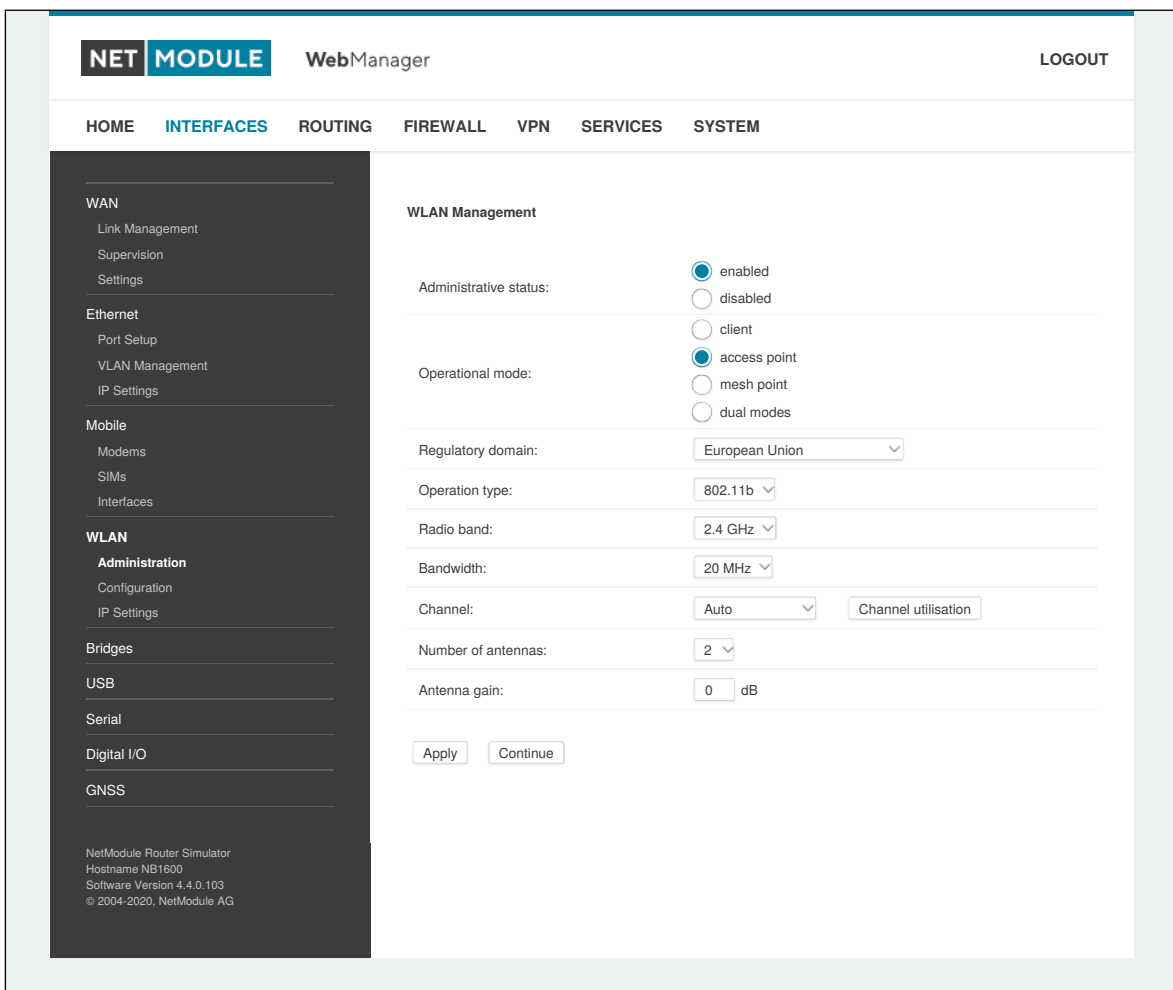 NET MODULE WebManager LOGOUT
HOME INTERFACES ROUTING FIREWALL VPN SERVICES SYSTEM
WAN
Link Management
Supervision
Settings
Ethernet
Port Setup
VLAN Management
IP Settings
Mobile
Modems
SIMs
Interfaces
WLAN
Administration
Configuration
IP Settings
Bridges
USB
Serial
Digital I/O
GNSS
NetModule Router Simulator
Hostname NB1600
Software Version 4.4.0.103
© 2004-2020, NetModule AG
WLAN Management
Administrative status:
enabled
disabled
Operational mode:
client
access point
mesh point
dual modes
Regulatory domain: European Union
Operation type: 802.11b
Radio band: 2.4 GHz
Bandwidth: 20 MHz
Channel: Auto Channel utilisation
Number of antennas: 2
Antenna gain: 0 dB
Apply Continue